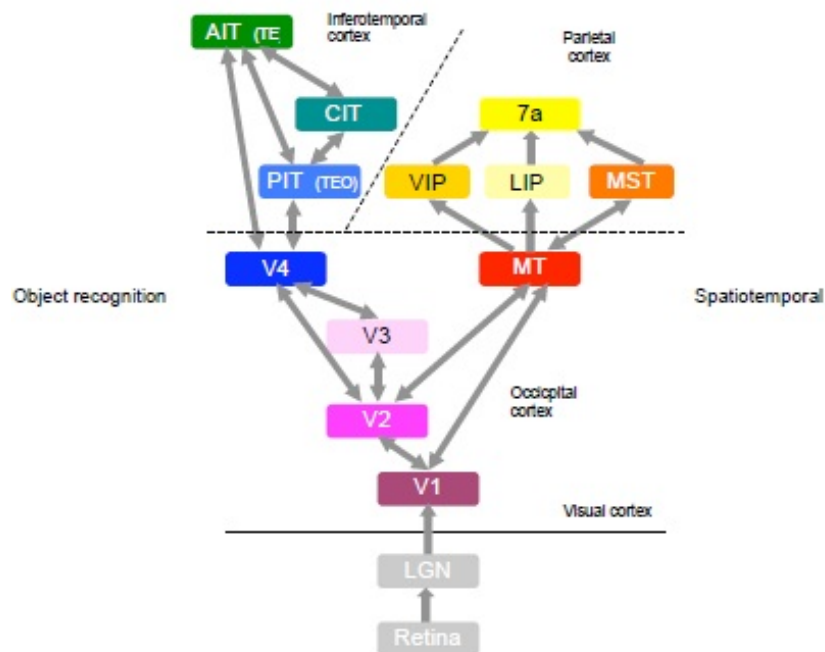 AIT (TE
Inferotemporal
cortex
Parietal
cortex
CIT
7a
PIT (TEO)
VIP
LIP
MST
V4
MT
Object recognition
Spatiotemporal
V3
Occicpital
cortex
V2
V1
Visual cortex
LGN
Retina